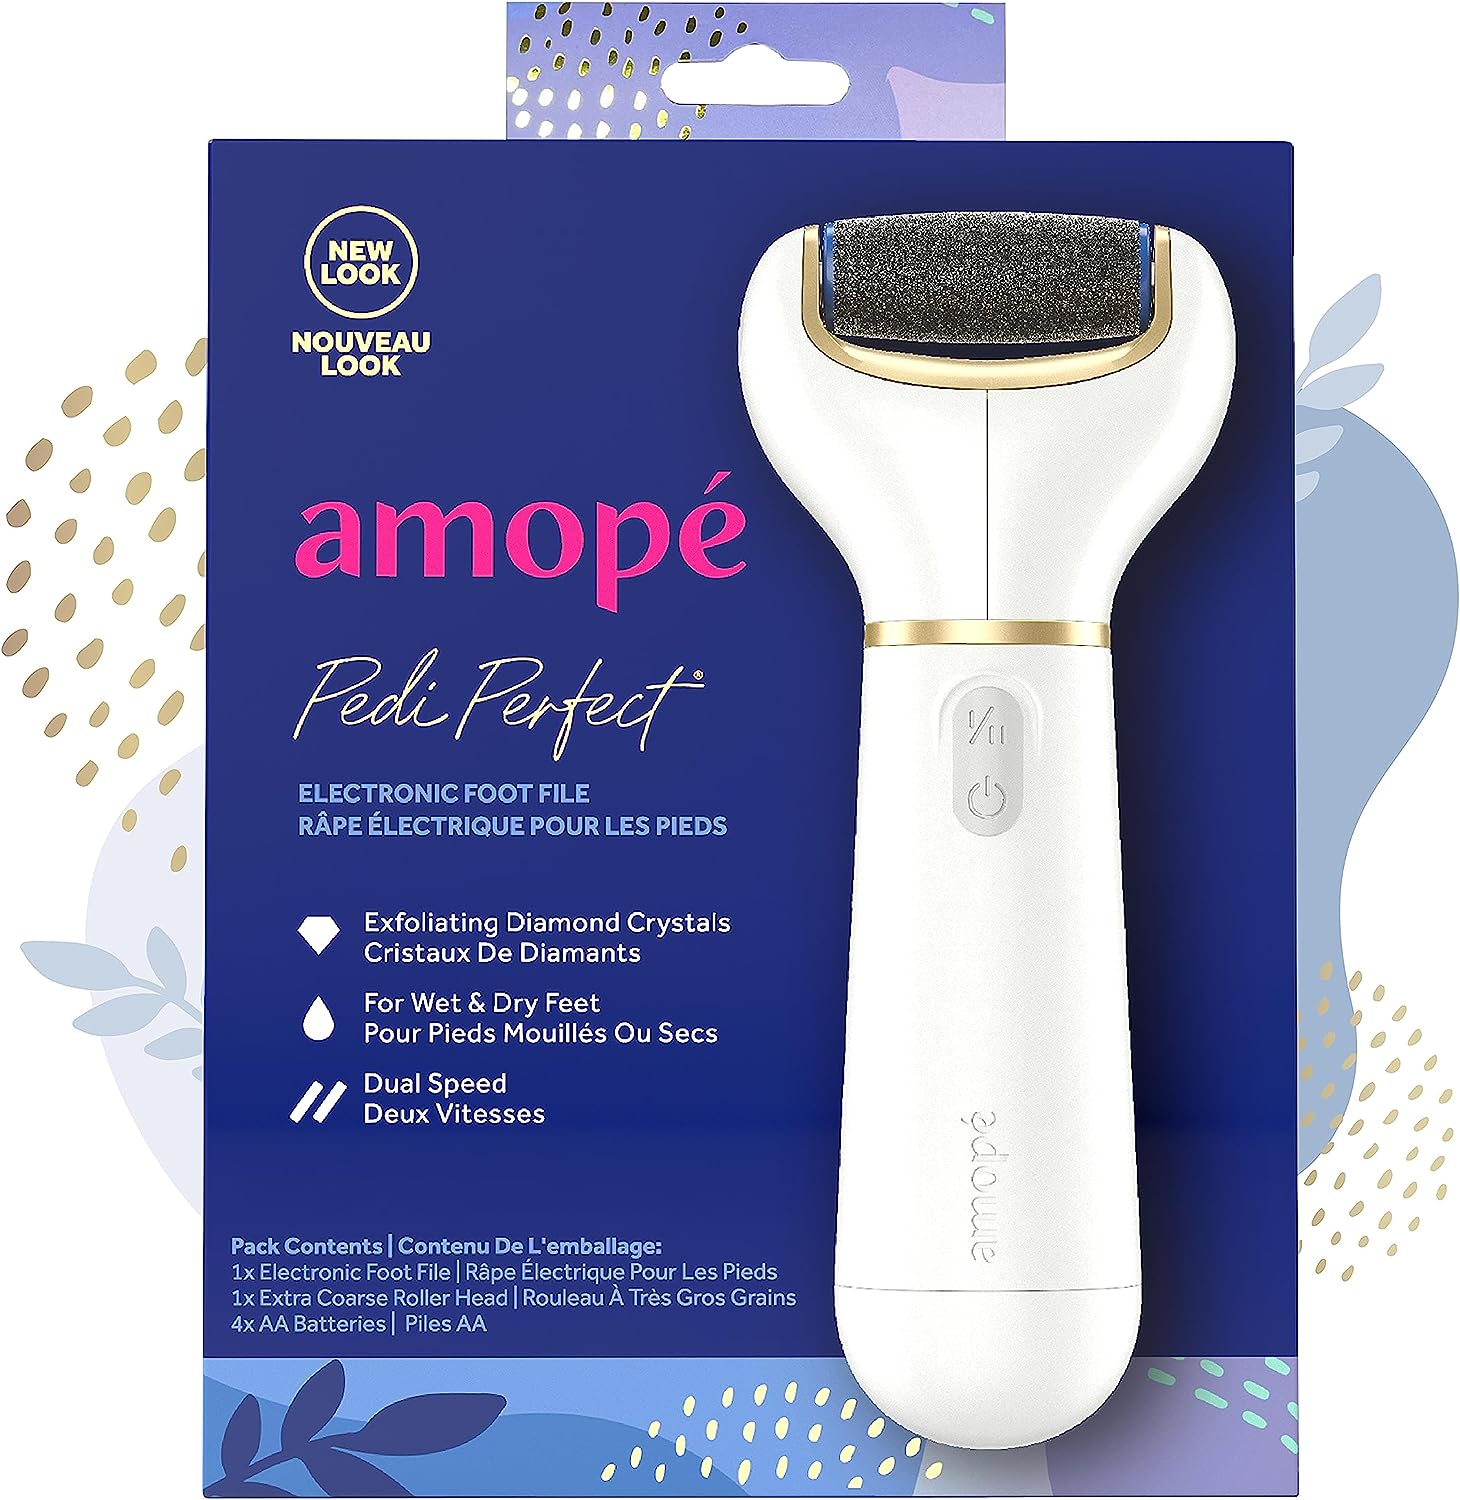 NEW
LOOK
NOUVEAU
LOOK
amopé
Pedi Perfect®
ELECTRONIC FOOT FILE
RÂPE ÉLECTRIQUE POUR LES PIEDS
Exfoliating Diamond Crystals
Cristaux De Diamants
For Wet & Dry Feet
Pour Pieds Mouillés Ou Secs
Dual Speed
Deux Vitesses
Pack Contents | Contenu De L'emballage:
1x Electronic Foot File | Râpe Électrique Pour Les Pieds
1x Extra Coarse Roller Head | Rouleau À Très Gros Grains
4x AA Batteries | Piles AA
I/II
amopé